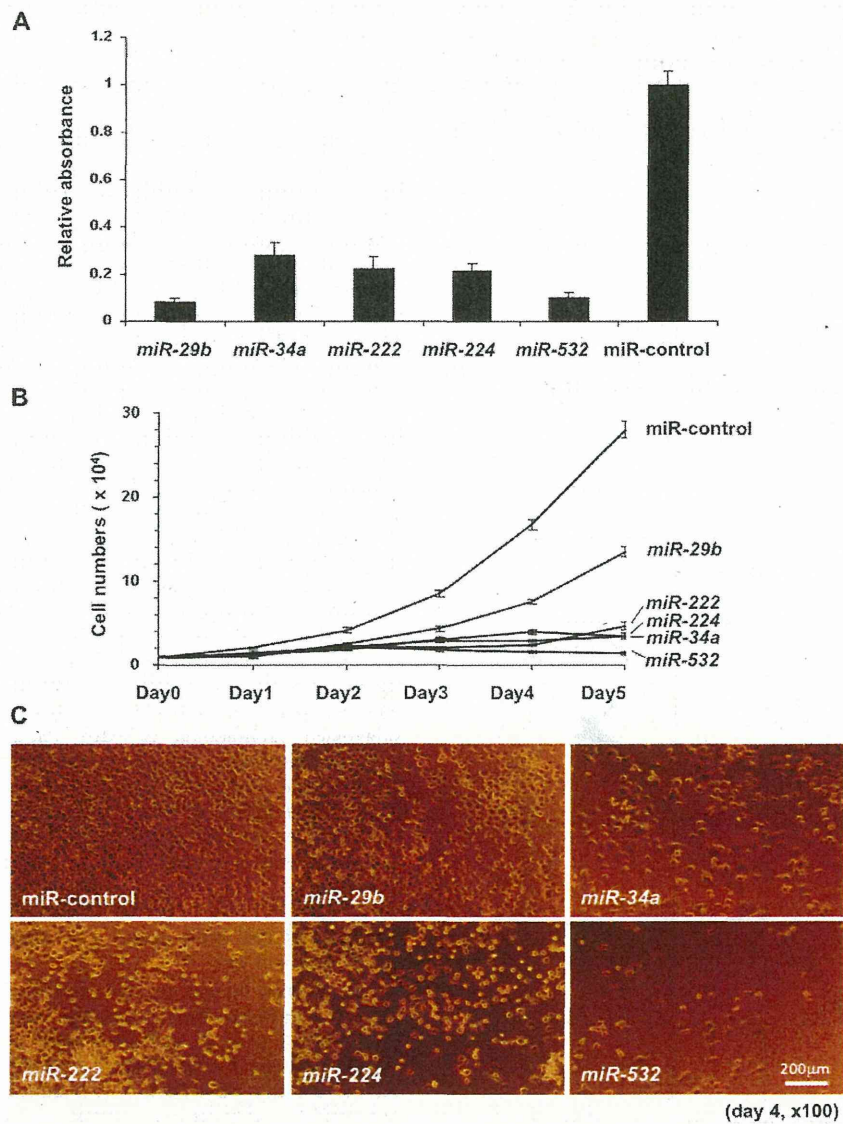 A
1.2
1
0.8
0.6
0.4
0.2
0
Relative absorbance
miR-29b miR-34a miR-222 miR-224 miR-532 miR-control
B
30
20
10
0
Cell numbers ( x 10⁴)
miR-control
miR-29b
miR-222
miR-224
miR-34a
miR-532
Day0 Day1 Day2 Day3 Day4 Day5
C
miR-control
miR-29b
miR-34a
miR-222
miR-224
miR-532
200μm
(day 4, x100)